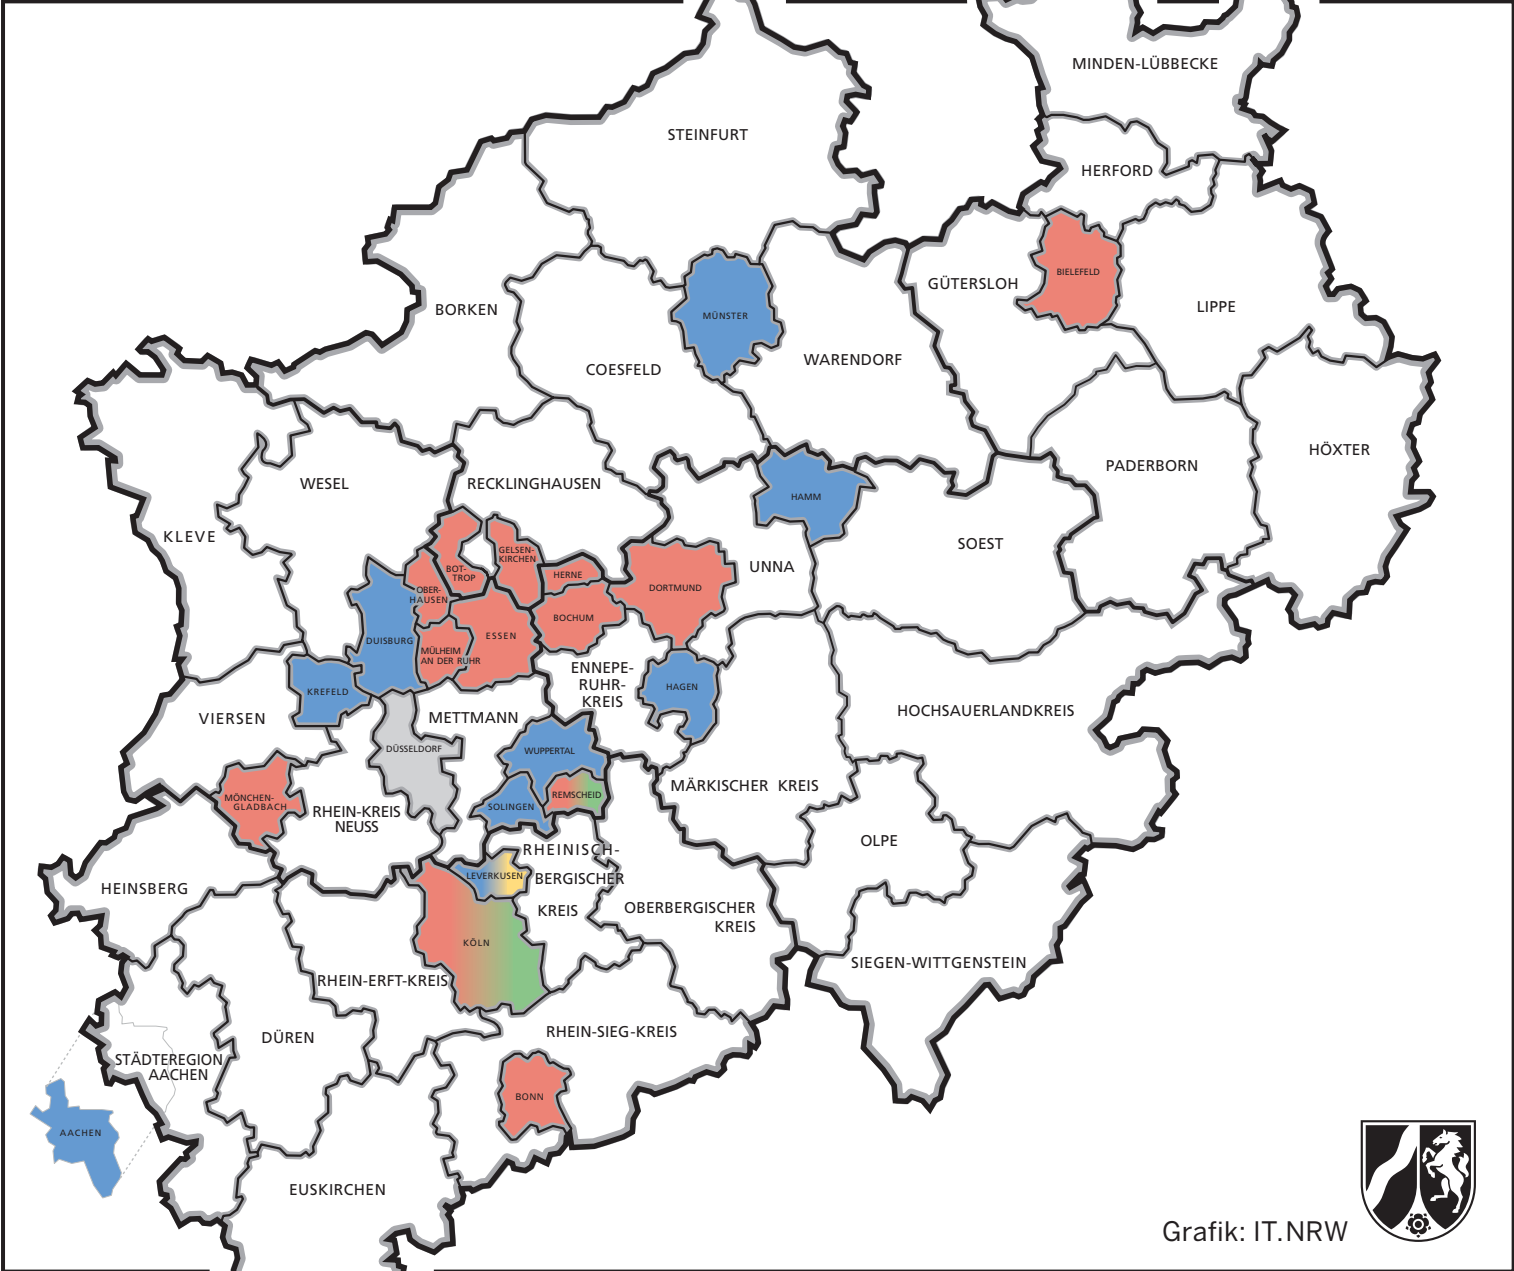 MINDEN-LÜBBECKE
STEINFURT
HERFORD
BIELEFELD
GÜTERSLOH
LIPPE
BORKEN
MÜNSTER
WARENDORF
COESFELD
HÖXTER
PADERBORN
WESEL
RECKLINGHAUSEN
HAMM
KLEVE
SOEST
GELSEN-
KIRCHEN
UNNA
BOT-
TROP
HERNE
DORTMUND
OBER-
HAUSEN
BOCHUM
DUISBURG
ESSEN
MÜLHEIM
AN DER RUHR
ENNEPE-
RUHR-
KREIS
HAGEN
KREFELD
HOCHSAUERLANDKREIS
VIERSEN
METTMANN
DÜSSELDORF
WUPPERTAL
MÄRKISCHER KREIS
REMSCHEID
MÖNCHEN-
GLADBACH
SOLINGEN
RHEIN-KREIS
NEUSS
OLPE
RHEINISCH-
BERGISCHER
KREIS
LEVERKUSEN
HEINSBERG
OBERBERGISCHER
KREIS
KÖLN
SIEGEN-WITTGENSTEIN
RHEIN-ERFT-KREIS
RHEIN-SIEG-KREIS
DÜREN
STÄDTEREGION
AACHEN
BONN
AACHEN
EUSKIRCHEN
Grafik: IT.NRW